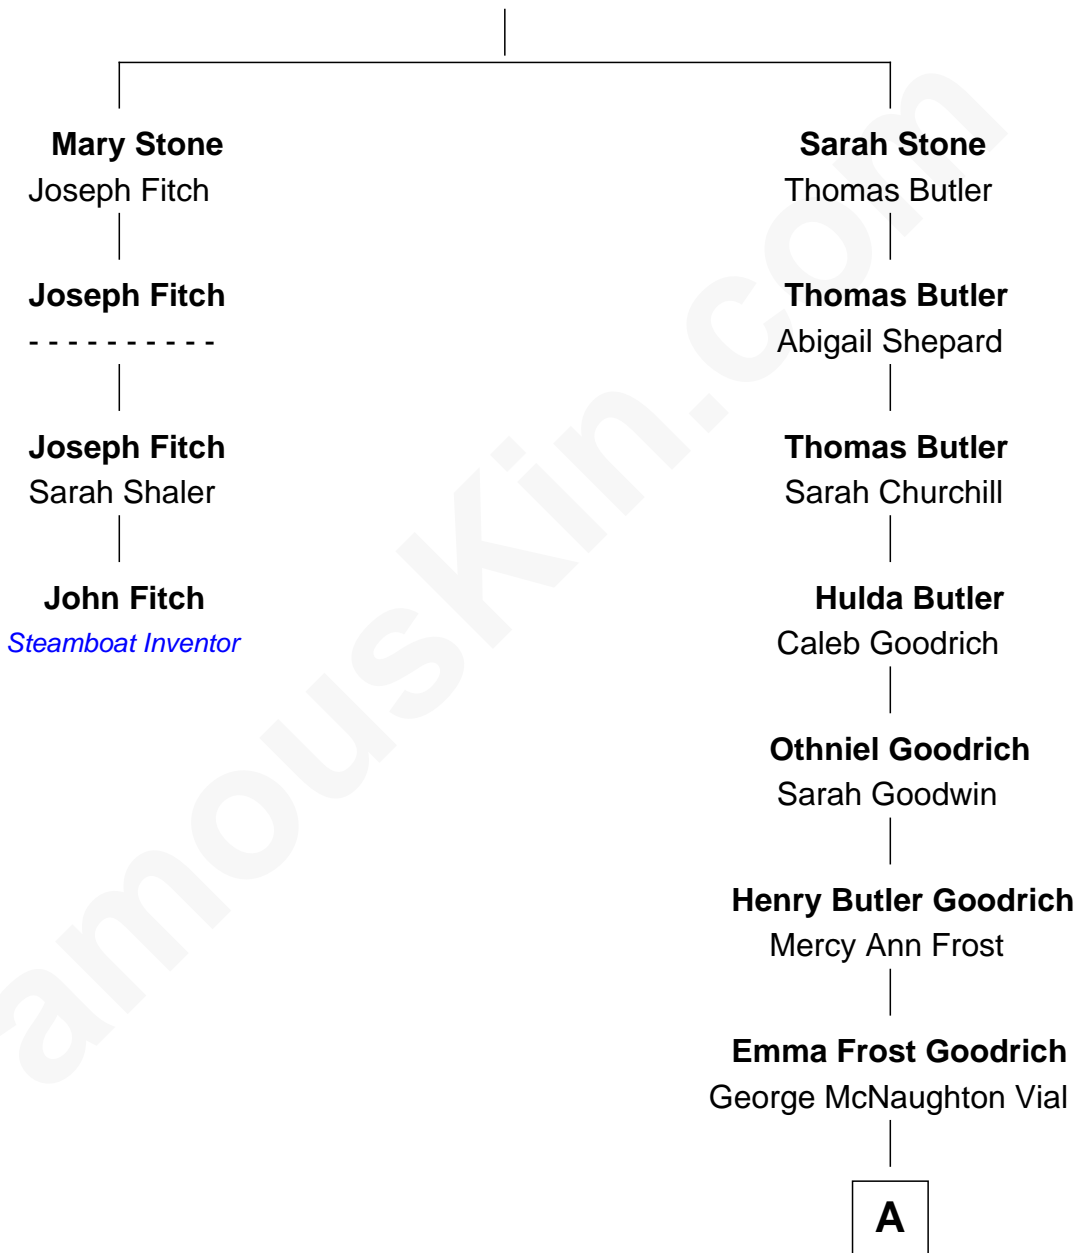 Mary Stone
Joseph Fitch
Joseph Fitch
- - - - - - - - - -
Joseph Fitch
Sarah Shaler
John Fitch
Steamboat Inventor
Sarah Stone
Thomas Butler
Thomas Butler
Abigail Shepard
Thomas Butler
Sarah Churchill
Hulda Butler
Caleb Goodrich
Othniel Goodrich
Sarah Goodwin
Henry Butler Goodrich
Mercy Ann Frost
Emma Frost Goodrich
George McNaughton Vial
A
amousKin.com